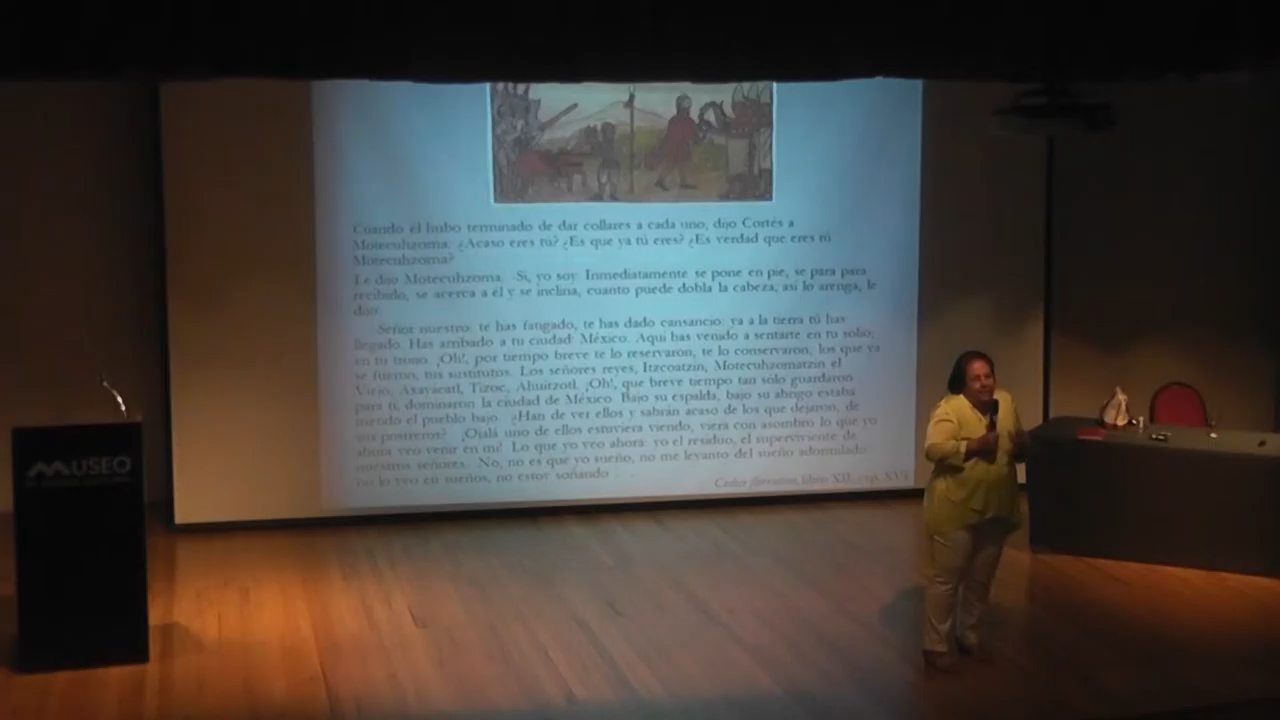 Cuando él hubo terminado de dar collares a cada uno, dijo Cortés a
Motecuhzoma: ¿Acaso eres tú? ¿Es que ya tú eres? ¿Es verdad que eres tú
Motecuhzoma?
Le dijo Motecuhzoma: Sí, yo soy. Inmediatamente se pone en pie, se para para
recibirlo, se acerca a él y se inclina, cuanto puede dobla la cabeza; así lo arenga, le
dijo:
Señor nuestro: te has fatigado, te has dado cansancio: ya a la tierra tú has
llegado. Has arribado a tu ciudad: México. Aquí has venido a sentarte en tu solio,
en tu trono. ¡Oh!, por tiempo breve te lo reservaron, te lo conservaron, los que ya
se fueron, tus sustitutos. Los señores reyes, Itzcoatzin, Motecuhzomatzin el
Viejo, Axayácatl, Tizoc, Ahuitzotl. ¡Oh!, que breve tiempo tan sólo guardaron
para ti, dominaron la ciudad de México. Bajo su espalda, bajo su abrigo estaba
metido el pueblo bajo. ¿Han de ver ellos y sabrán acaso de los que dejaron, de
sus postreros? ¡Ojalá uno de ellos estuviera viendo, viera con asombro lo que yo
ahora veo venir en mí! Lo que yo veo ahora: yo el residuo, el superviviente de
nuestros señores. No, no es que yo sueño, no me levanto del sueño adormilado:
no lo veo en sueños, no estoy soñando . . .
Códice florentino, libro XII, cap. XVI
MUSEO